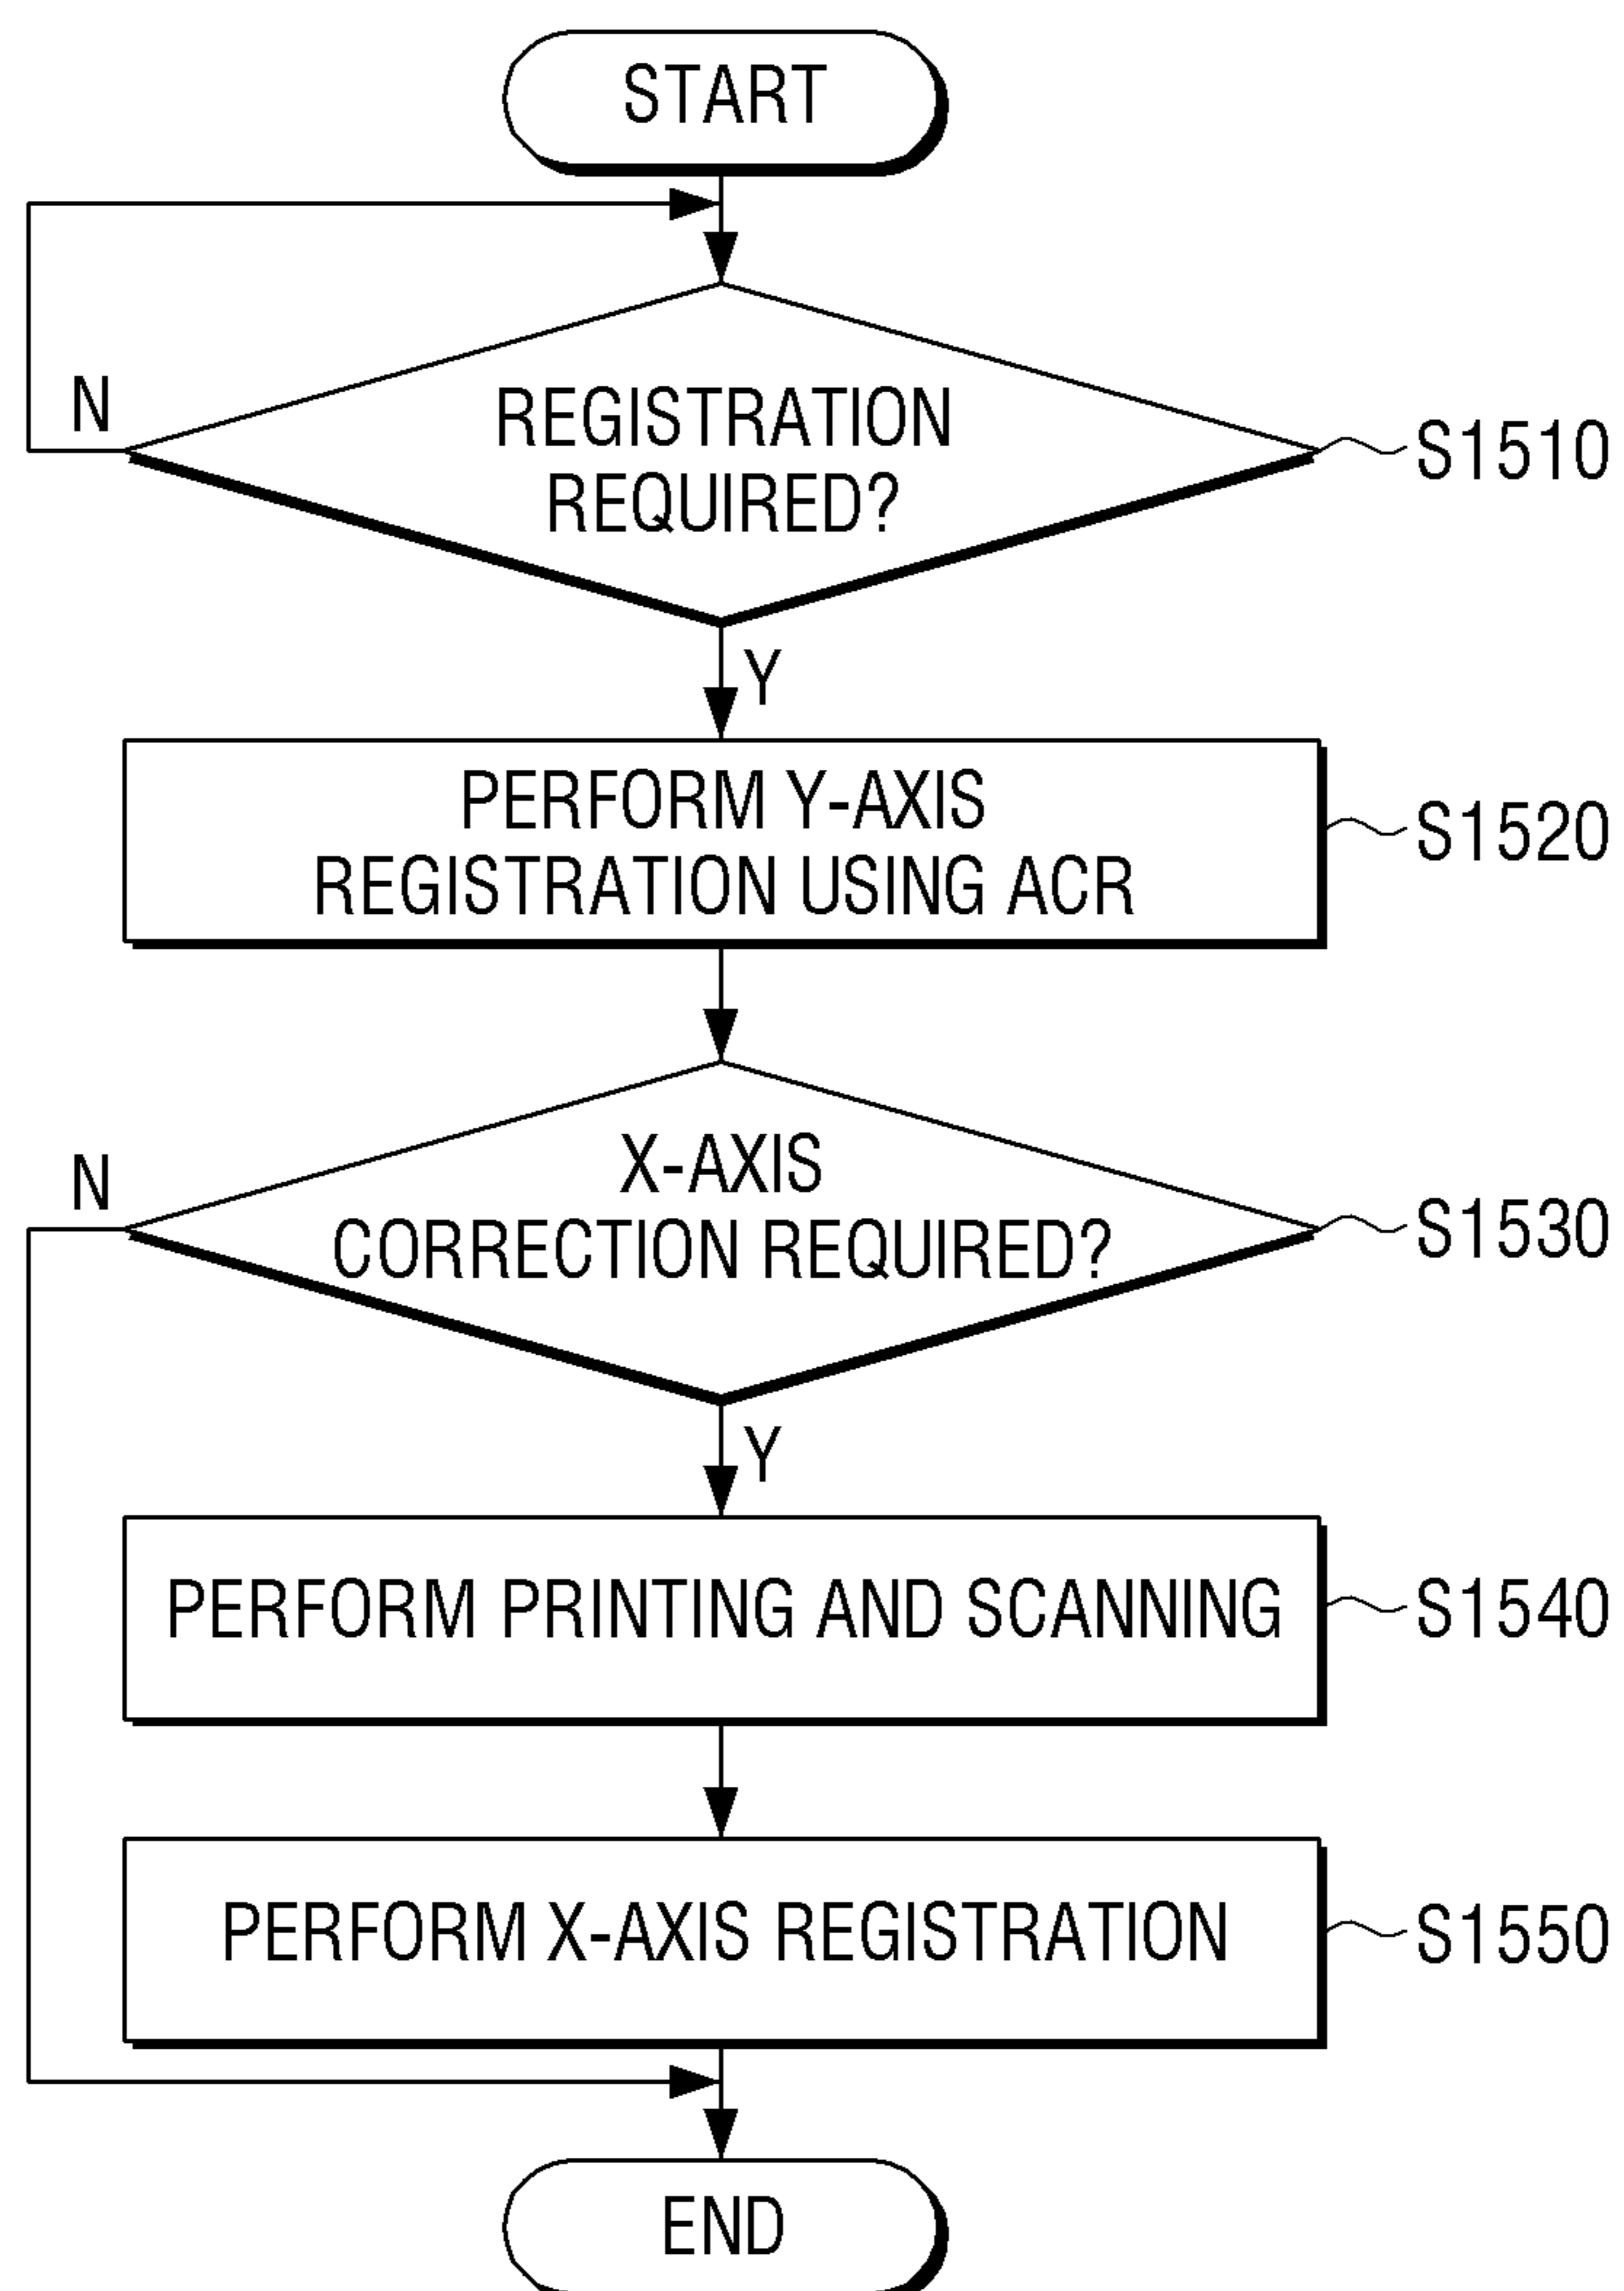 START
N
REGISTRATION
REQUIRED?
S1510
Y
PERFORM Y-AXIS
REGISTRATION USING ACR
S1520
N
X-AXIS
CORRECTION REQUIRED?
S1530
Y
PERFORM PRINTING AND SCANNING
S1540
PERFORM X-AXIS REGISTRATION
S1550
END